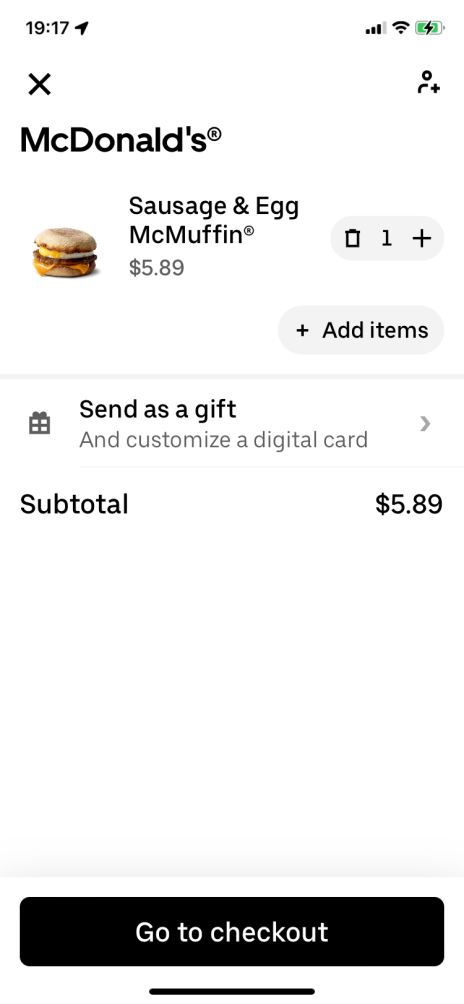 19:17
McDonald's®
Sausage & Egg
McMuffin®
$5.89
1
+ Add items
Send as a gift
And customize a digital card
Subtotal $5.89
Go to checkout